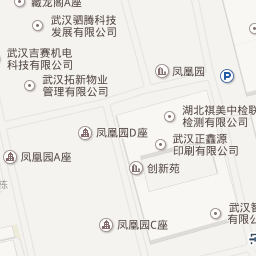 藏龙阁A座
武汉驷腾科技
发展有限公司
武汉吉赛机电
科技有限公司
凤凰园
武汉拓新物业
管理有限公司
P
湖北祺美中检联
检测有限公司
凤凰园D座
武汉正鑫源
印刷有限公司
凤凰园A座
创新苑
栋
凤凰园C座
武汉
有限